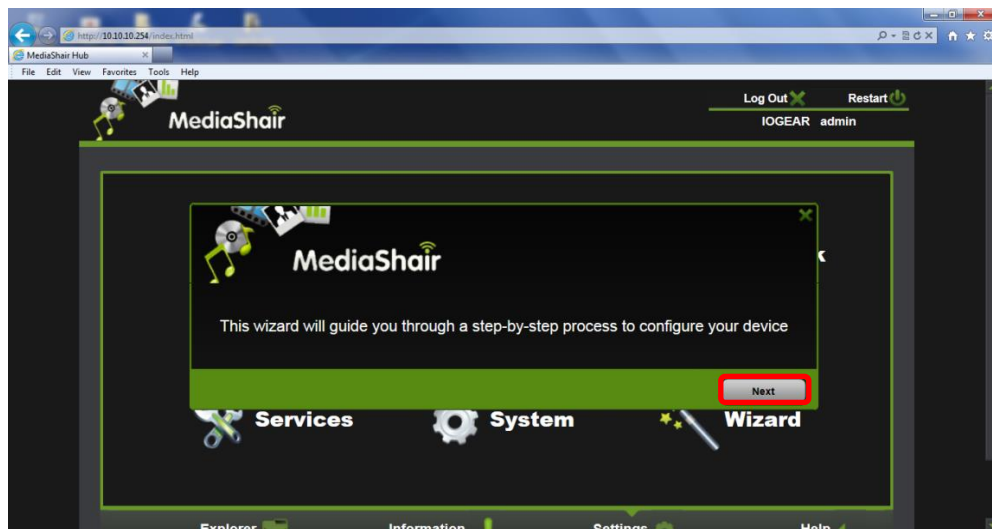 http://10.10.10.254/index.html
MediaShair Hub
File Edit View Favorites Tools Help
MediaShair
Log Out Restart
IOGEAR admin
MediaShair
This wizard will guide you through a step-by-step process to configure your device
Next
Services System Wizard
Explorer Information Settings Help